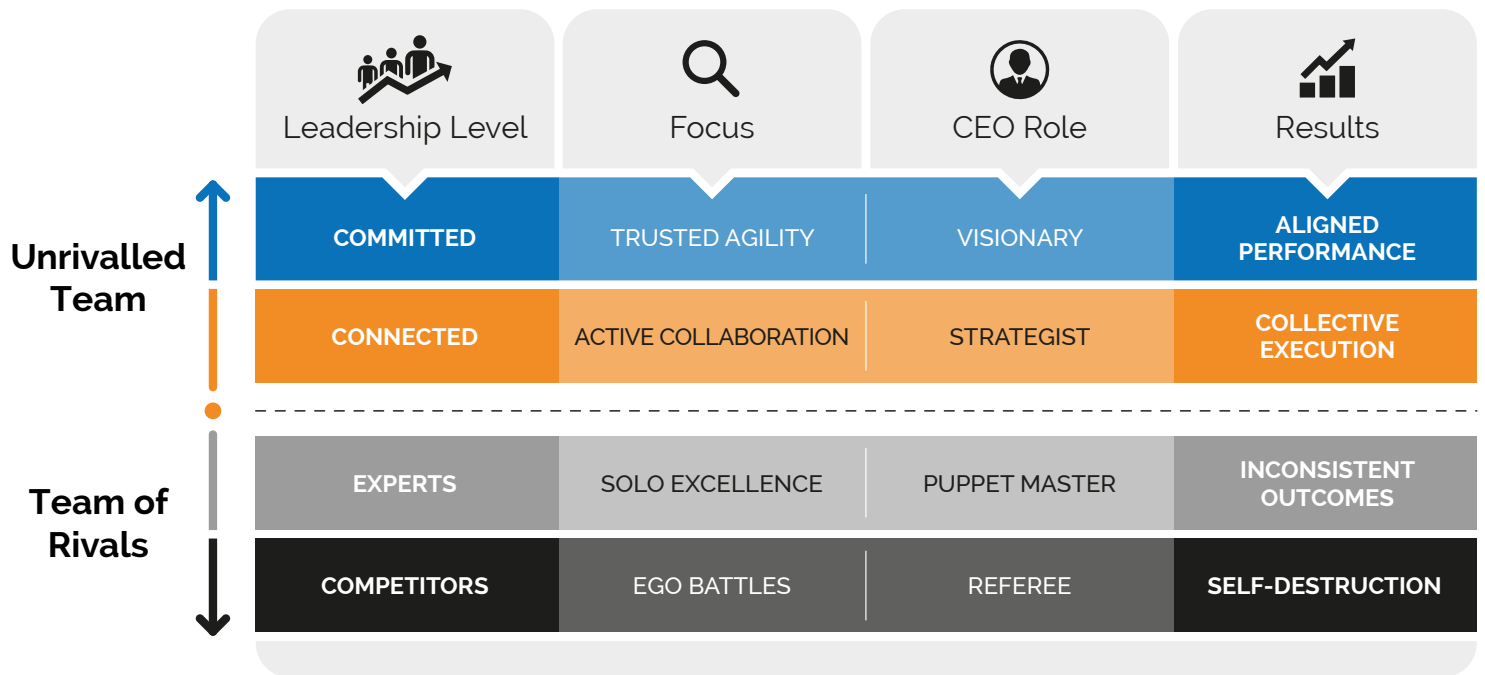 Leadership Level
Focus
CEO Role
Results
Unrivalled
Team
COMMITTED
TRUSTED AGILITY
VISIONARY
ALIGNED
PERFORMANCE
CONNECTED
ACTIVE COLLABORATION
STRATEGIST
COLLECTIVE
EXECUTION
Team of
Rivals
EXPERTS
SOLO EXCELLENCE
PUPPET MASTER
INCONSISTENT
OUTCOMES
COMPETITORS
EGO BATTLES
REFEREE
SELF-DESTRUCTION